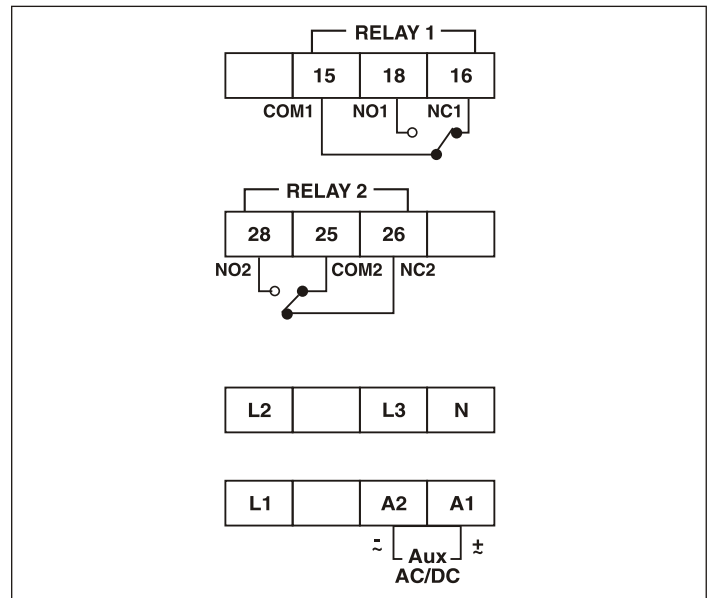 RELAY 1
15 18 16
COM1 NO1 NC1
RELAY 2
28 25 26
NO2 COM2 NC2
L2 L3 N
L1 A2 A1
-
~ Aux ±
~
AC/DC